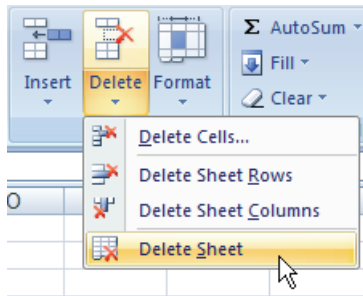 Insert Delete Format
Σ AutoSum
Fill
Clear
Delete Cells...
Delete Sheet Rows
Delete Sheet Columns
Delete Sheet
O